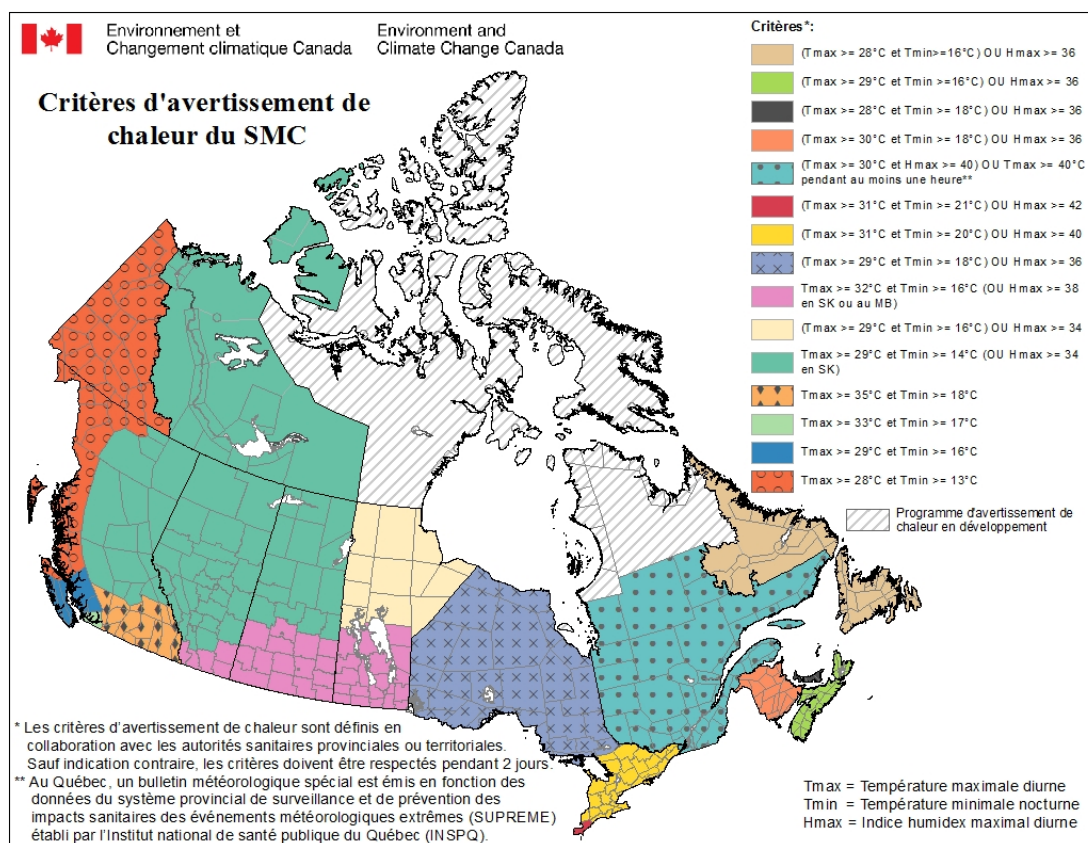 Environnement et
Changement climatique Canada
Environment and
Climate Change Canada
Critères d'avertissement de
chaleur du SMC
Critères*:
(Tmax >= 28°C et Tmin>=16°C) OU Hmax >= 36
(Tmax >= 29°C et Tmin >=16°C) OU Hmax >= 36
(Tmax >= 28°C et Tmin >= 18°C) OU Hmax >= 36
(Tmax >= 30°C et Tmin >= 18°C) OU Hmax >= 36
(Tmax >= 30°C et Hmax >= 40) OU Tmax >= 40°C
pendant au moins une heure**
(Tmax >= 31°C et Tmin >= 21°C) OU Hmax >= 42
(Tmax >= 31°C et Tmin >= 20°C) OU Hmax >= 40
(Tmax >= 29°C et Tmin >= 18°C) OU Hmax >= 36
Tmax >= 32°C et Tmin >= 16°C (OU Hmax >= 38
en SK ou au MB)
(Tmax >= 29°C et Tmin >= 16°C) OU Hmax >= 34
Tmax >= 29°C et Tmin >= 14°C (OU Hmax >= 34
en SK)
Tmax >= 35°C et Tmin >= 18°C
Tmax >= 33°C et Tmin >= 17°C
Tmax >= 29°C et Tmin >= 16°C
Tmax >= 28°C et Tmin >= 13°C
Programme d'avertissement de
chaleur en développement
* Les critères d'avertissement de chaleur sont définis en
collaboration avec les autorités sanitaires provinciales ou territoriales.
Sauf indication contraire, les critères doivent être respectés pendant 2 jours.
** Au Québec, un bulletin météorologique spécial est émis en fonction des
données du système provincial de surveillance et de prévention des
impacts sanitaires des événements météorologiques extrêmes (SUPREME)
établi par l'Institut national de santé publique du Québec (INSPQ).
Tmax = Température maximale diurne
Tmin = Température minimale nocturne
Hmax = Indice humidex maximal diurne